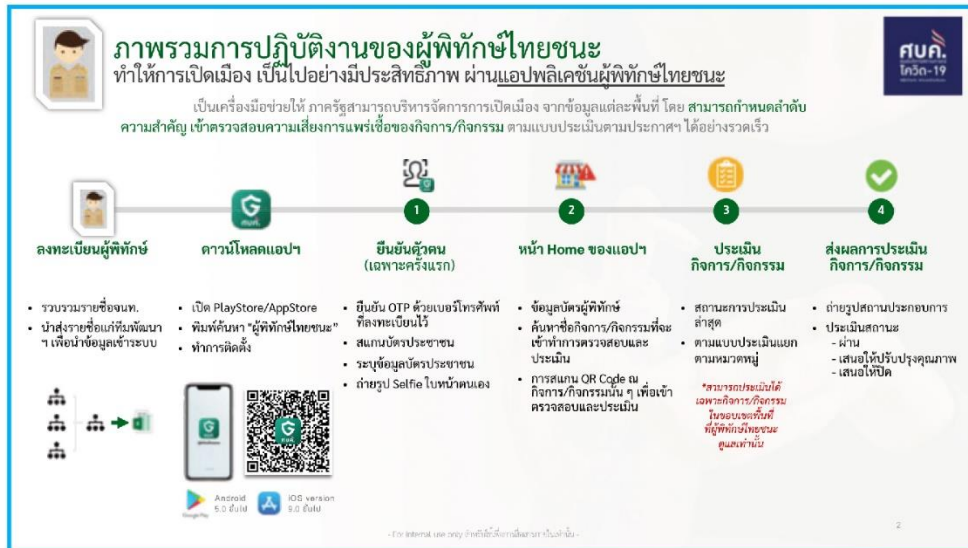 ภาพรวมการปฏิบัติงานของผู้พิทักษ์ไทยชนะ
ทำให้การเปิดเมือง เป็นไปอย่างมีประสิทธิภาพ ผ่านแอปพลิเคชันผู้พิทักษ์ไทยชนะ
ศบค.
โควิด-19
เป็นเครื่องมือช่วยให้ ภาครัฐสามารถบริหารจัดการการเปิดเมือง จากข้อมูลแต่ละพื้นที่ โดย สามารถกำหนดลำดับ
ความสำคัญ เข้าตรวจสอบความเสี่ยงการแพร่เชื้อของกิจการ/กิจกรรม ตามแบบประเมินตามประกาศฯ ได้อย่างรวดเร็ว
ลงทะเบียนผู้พิทักษ์
• รวบรวมรายชื่อจนท.
• นำส่งรายชื่อแก่ทีมพัฒนา
ฯ เพื่อนำข้อมูลเข้าระบบ
ศบค.
ดาวน์โหลดแอปฯ
• เปิด PlayStore/AppStore
• พิมพ์ค้นหา "ผู้พิทักษ์ไทยชนะ"
• ทำการติดตั้ง
Google Play
Android
5.0 ขึ้นไป
iOS version
9.0 ขึ้นไป
1
ยืนยันตัวตน
(เฉพาะครั้งแรก)
• ยืนยัน OTP ด้วยเบอร์โทรศัพท์
ที่ลงทะเบียนไว้
• สแกนบัตรประชาชน
• ระบุข้อมูลบัตรประชาชน
• ถ่ายรูป Selfie ใบหน้าตนเอง
2
หน้า Home ของแอปฯ
• ข้อมูลบัตรผู้พิทักษ์
• ค้นหาชื่อกิจการ/กิจกรรมที่จะ
เข้าทำการตรวจสอบและ
ประเมิน
• การสแกน QR Code ณ
กิจการ/กิจกรรมนั้น ๆ เพื่อเข้า
ตรวจสอบและประเมิน
3
ประเมิน
กิจการ/กิจกรรม
• สถานะการประเมิน
ล่าสุด
• ตามแบบประเมินแยก
ตามหมวดหมู่
*สามารถประเมินได้
เฉพาะกิจการ/กิจกรรม
ในขอบเขตพื้นที่
ที่ผู้พิทักษ์ไทยชนะ
ดูแลเท่านั้น
4
ส่งผลการประเมิน
กิจการ/กิจกรรม
• ถ่ายรูปสถานประกอบการ
• ประเมินสถานะ
- ผ่าน
- เสนอให้ปรับปรุงคุณภาพ
- เสนอให้ปิด
- For internal use only
2